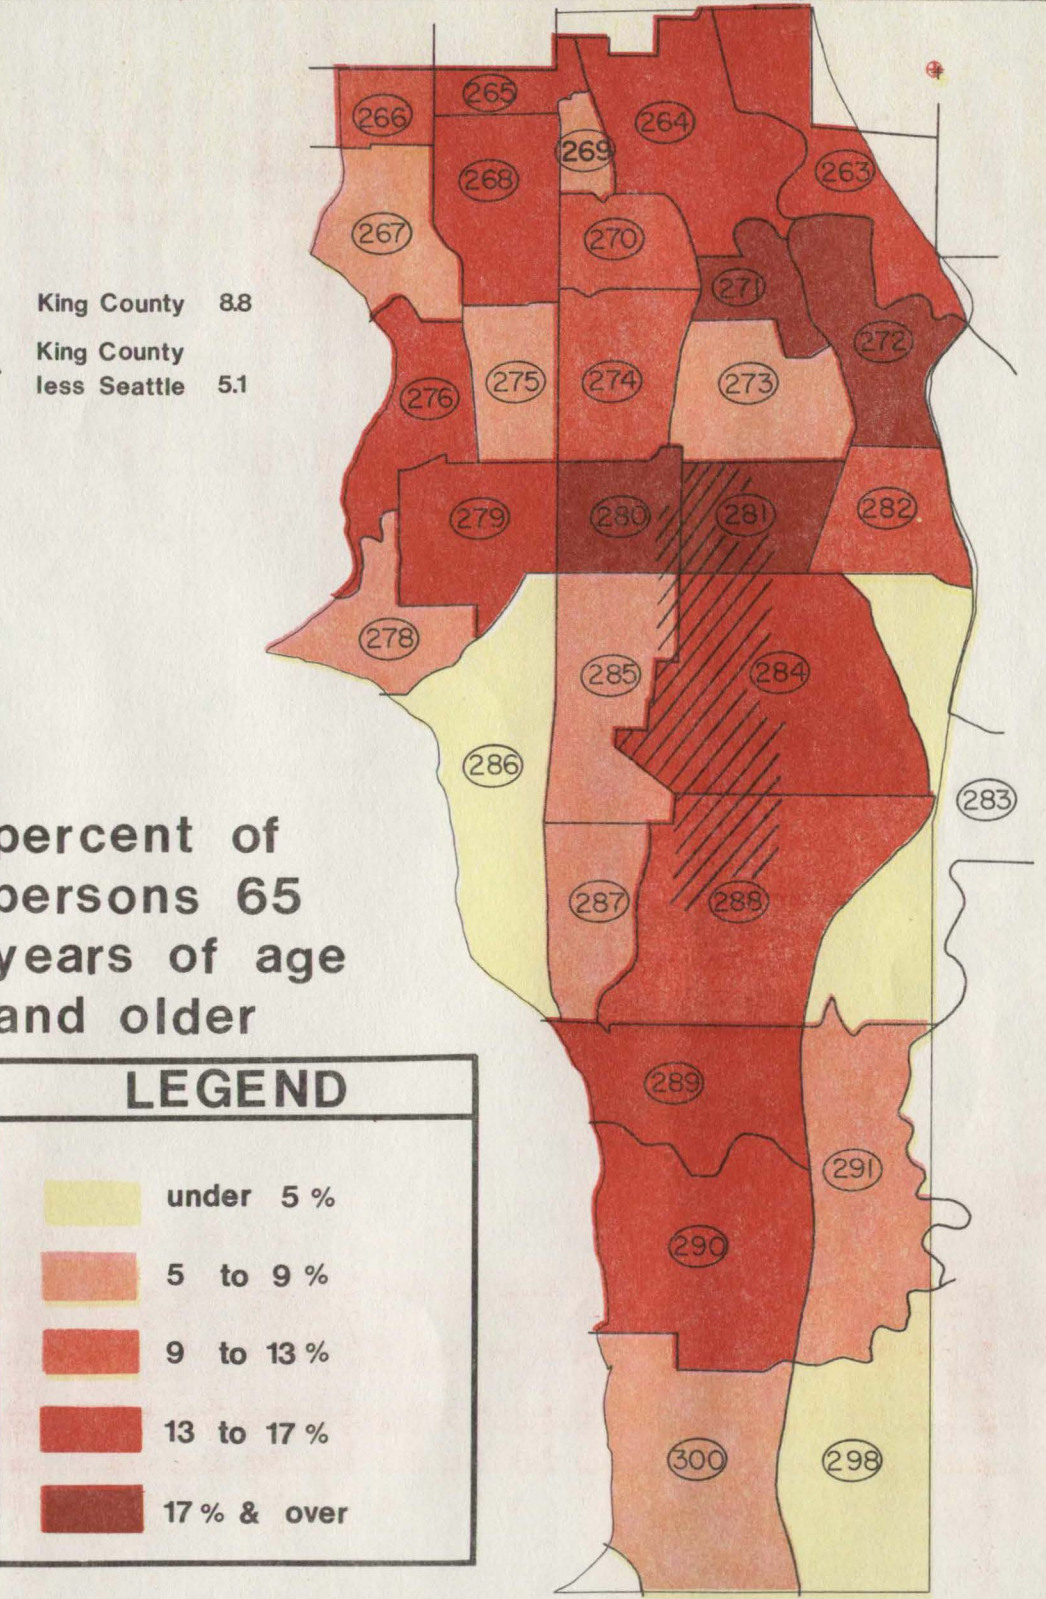 King County 8.8
King County
less Seattle 5.1
percent of
persons 65
years of age
and older
LEGEND
under 5 %
5 to 9 %
9 to 13 %
13 to 17 %
17 % & over
265
266
264
269
263
268
267
270
271
272
275
274
273
276
279
280
281
282
278
285
284
286
283
287
288
289
291
290
300
298